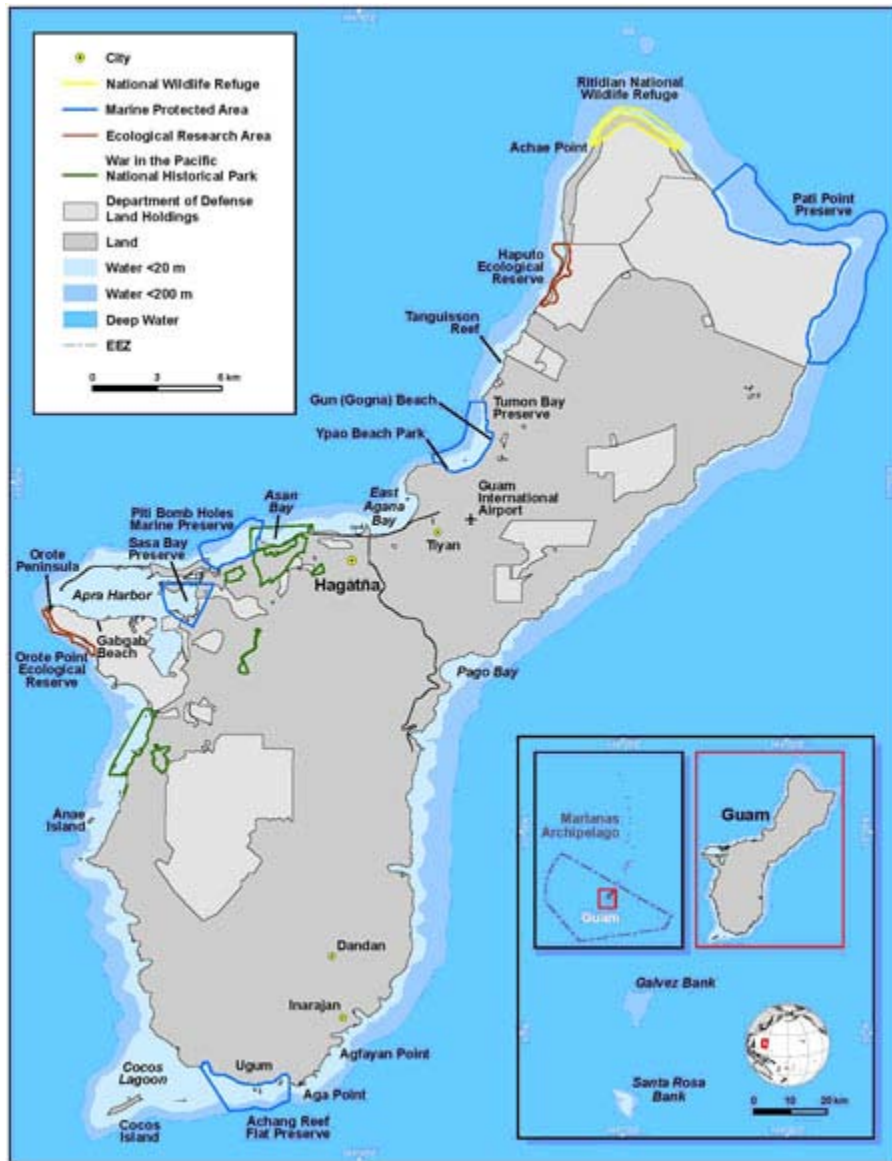 City
National Wildlife Refuge
Marine Protected Area
Ecological Research Area
War in the Pacific
National Historical Park
Department of Defense
Land Holdings
Land
Water <20 m
Water <200 m
Deep Water
EEZ
0 3 6 km
Ritidian National
Wildlife Refuge
Achae Point
Pati Point
Preserve
Haputo
Ecological
Reserve
Tanguisson
Reef
Gun (Gogna) Beach
Tumon Bay
Preserve
Ypao Beach Park
East
Agana
Bay
Guam
International
Airport
Tiyan
Asan
Bay
Piti Bomb Holes
Marine Preserve
Sasa Bay
Preserve
Orote
Peninsula
Apra Harbor
Hagåtña
Gabgab
Beach
Orote Point
Ecological
Reserve
Pago Bay
Anae
Island
Dandan
Inarajan
Agfayan Point
Ugum
Aga Point
Cocos
Lagoon
Cocos
Island
Achang Reef
Flat Preserve
Marianas
Archipelago
Guam
Guam
Galvez Bank
Santa Rosa
Bank
0 10 20 km